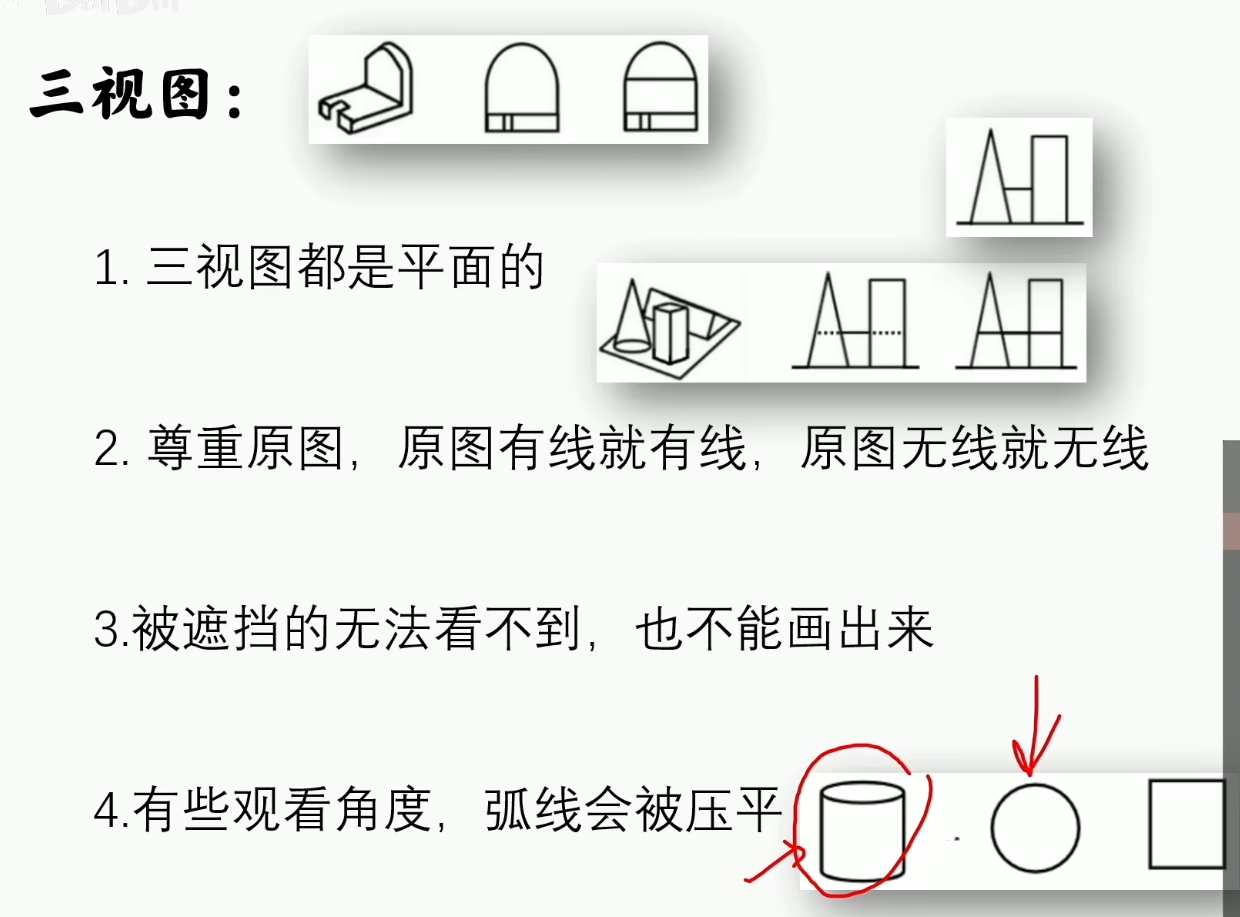 三视图：
1. 三视图都是平面的
2. 尊重原图，原图有线就有线，原图无线就无线
3.被遮挡的无法看不到，也不能画出来
4.有些观看角度，弧线会被压平